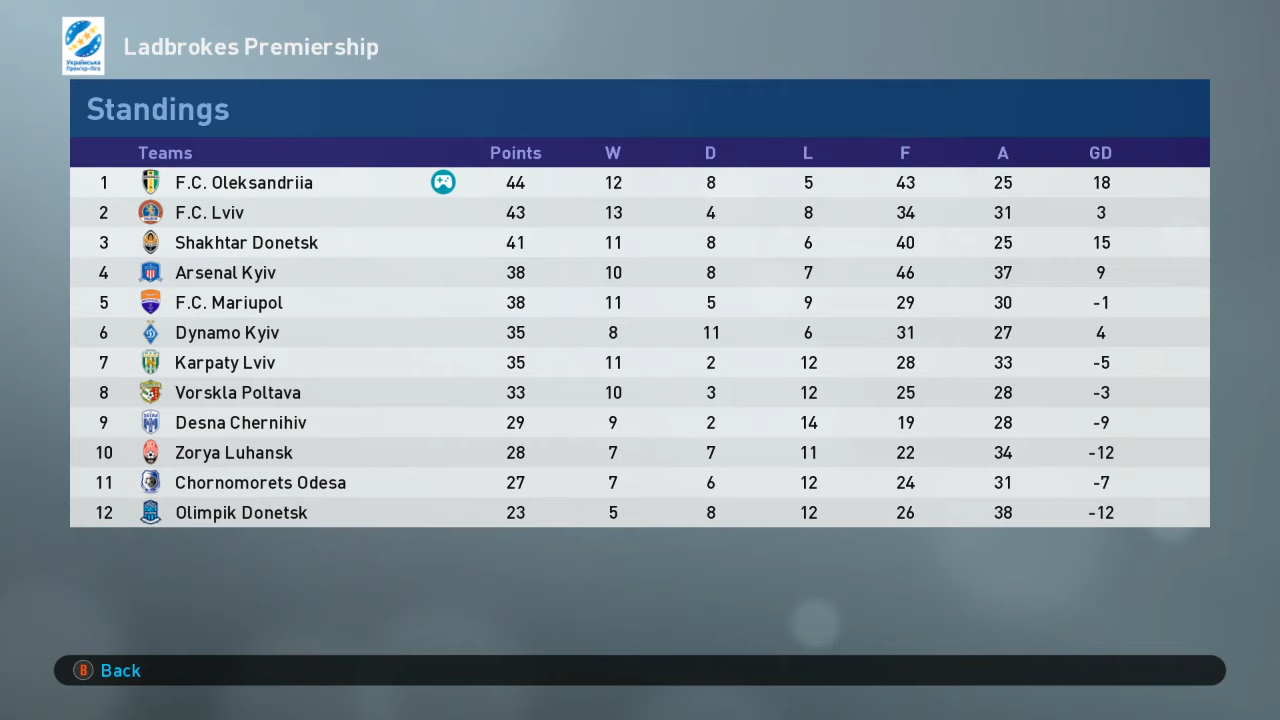 Українська
Прем'єр-Ліга
Ladbrokes Premiership
Standings
Teams Points W D L F A GD
1 F.C. Oleksandriia 44 12 8 5 43 25 18
2 F.C. Lviv 43 13 4 8 34 31 3
3 Shakhtar Donetsk 41 11 8 6 40 25 15
4 Arsenal Kyiv 38 10 8 7 46 37 9
5 F.C. Mariupol 38 11 5 9 29 30 -1
6 Dynamo Kyiv 35 8 11 6 31 27 4
7 Karpaty Lviv 35 11 2 12 28 33 -5
8 Vorskla Poltava 33 10 3 12 25 28 -3
9 Desna Chernihiv 29 9 2 14 19 28 -9
10 Zorya Luhansk 28 7 7 11 22 34 -12
11 Chornomorets Odesa 27 7 6 12 24 31 -7
12 Olimpik Donetsk 23 5 8 12 26 38 -12
B Back